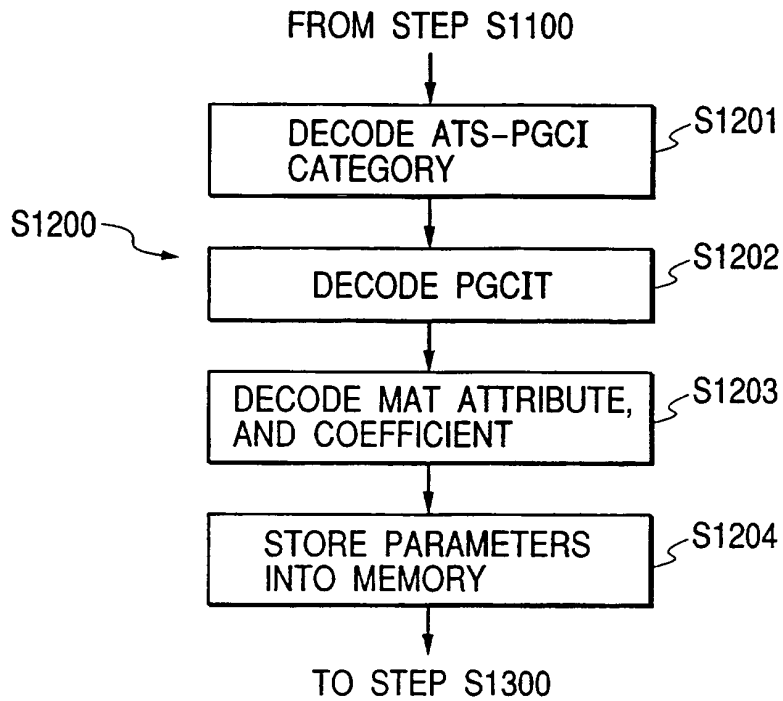 FROM STEP S1100
DECODE ATS-PGCI
CATEGORY
S1201
S1200
DECODE PGCIT
S1202
DECODE MAT ATTRIBUTE,
AND COEFFICIENT
S1203
STORE PARAMETERS
INTO MEMORY
S1204
TO STEP S1300